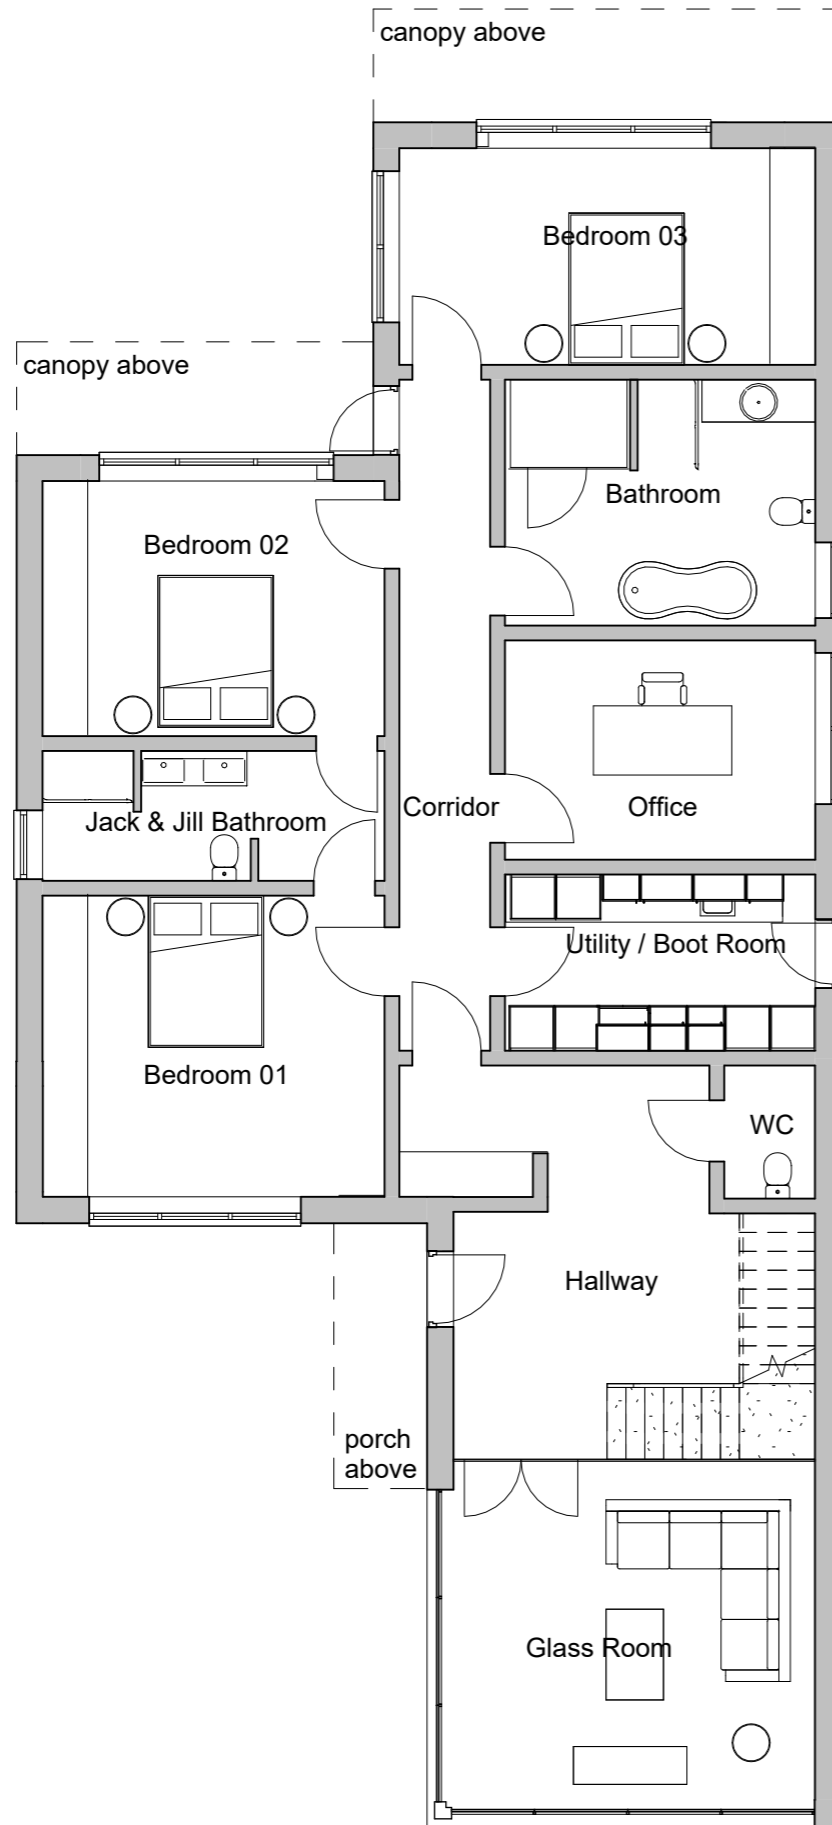 canopy above
Bedroom 03
canopy above
Bathroom
Bedroom 02
Corridor
Office
Jack & Jill Bathroom
Utility / Boot Room
Bedroom 01
WC
Hallway
porch
above
Glass Room